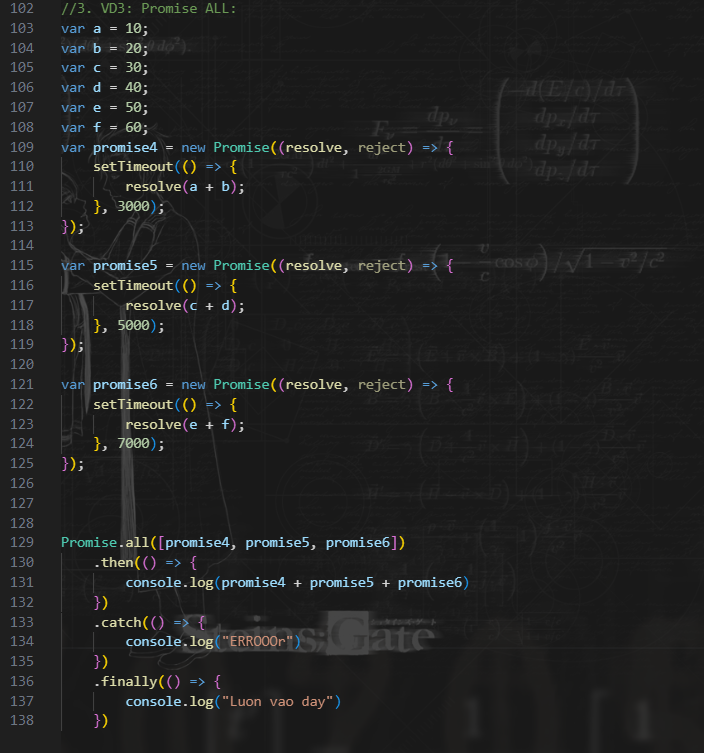 102 //3. VD3: Promise ALL:
103 var a = 10;
104 var b = 20;
105 var c = 30;
106 var d = 40;
107 var e = 50;
108 var f = 60;
109 var promise4 = new Promise((resolve, reject) => {
110     setTimeout(() => {
111         resolve(a + b);
112     }, 3000);
113 });
114
115 var promise5 = new Promise((resolve, reject) => {
116     setTimeout(() => {
117         resolve(c + d);
118     }, 5000);
119 });
120
121 var promise6 = new Promise((resolve, reject) => {
122     setTimeout(() => {
123         resolve(e + f);
124     }, 7000);
125 });
126
127
128
129 Promise.all([promise4, promise5, promise6])
130     .then(() => {
131         console.log(promise4 + promise5 + promise6)
132     })
133     .catch(() => {
134         console.log("ERROOOr")
135     })
136     .finally(() => {
137         console.log("Luon vao day")
138     })
Steins;Gate